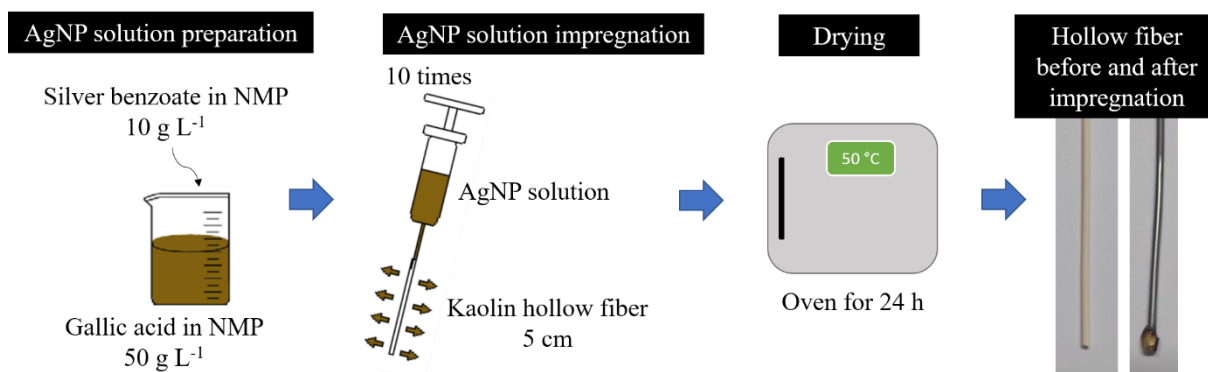 AgNP solution preparation
Silver benzoate in NMP
10 g L⁻¹
Gallic acid in NMP
50 g L⁻¹
AgNP solution impregnation
10 times
AgNP solution
Kaolin hollow fiber
5 cm
Drying
50 °C
Oven for 24 h
Hollow fiber
before and after
impregnation